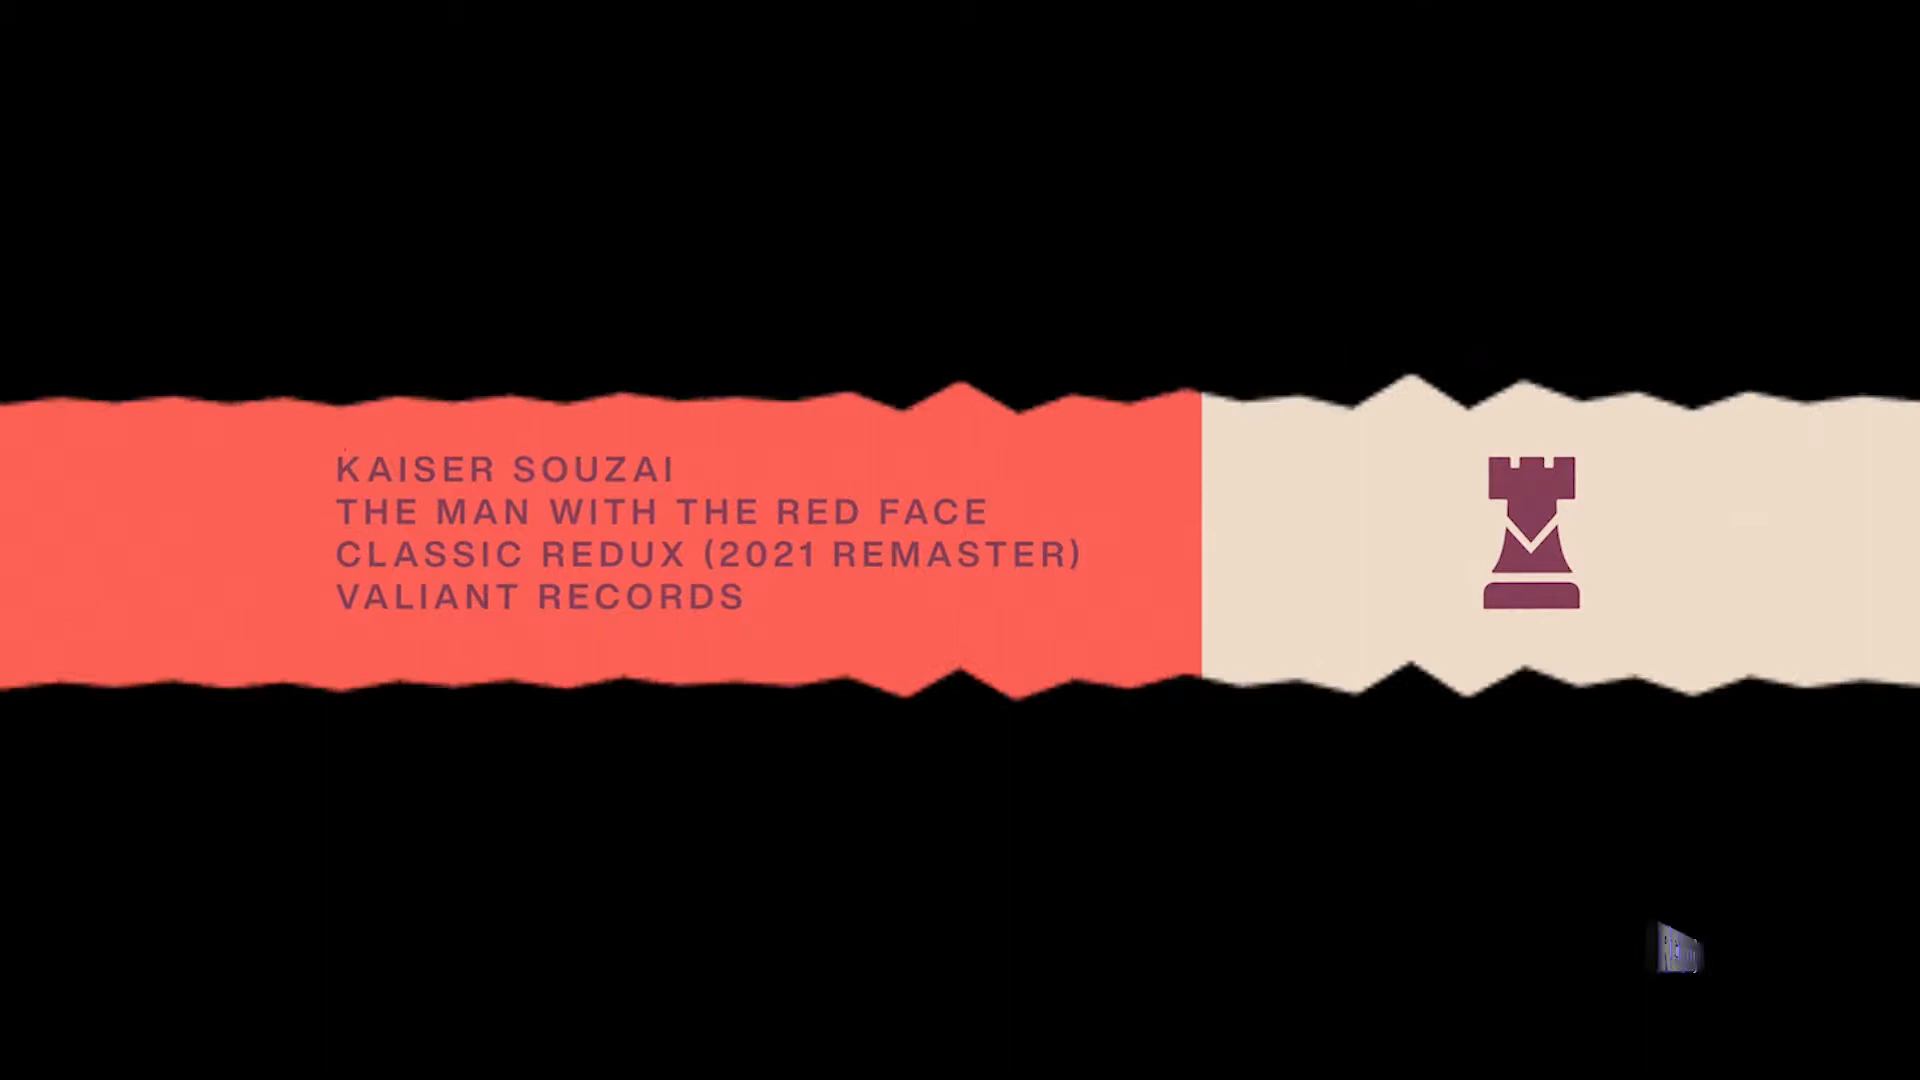 KAISER SOUZAI
THE MAN WITH THE RED FACE
CLASSIC REDUX (2021 REMASTER)
VALIANT RECORDS